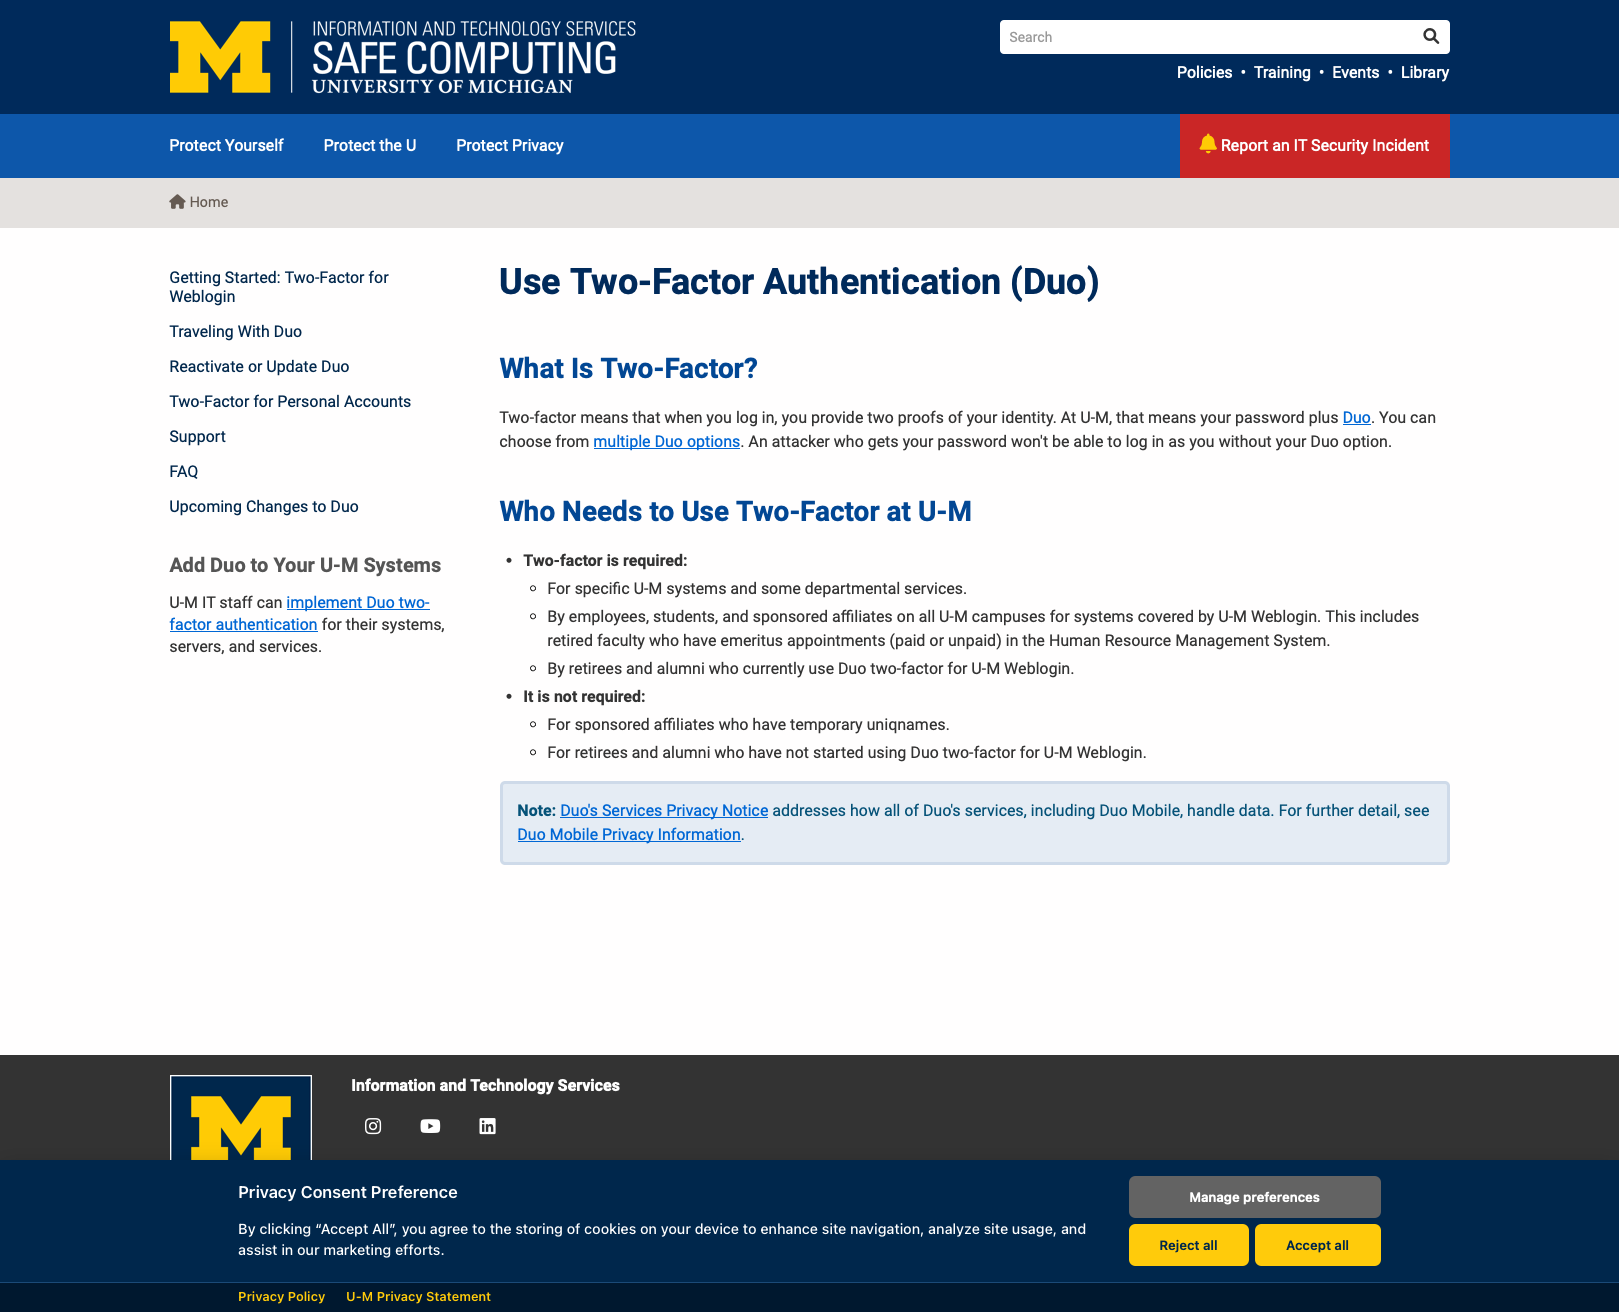 INFORMATION AND TECHNOLOGY SERVICES
SAFE COMPUTING
UNIVERSITY OF MICHIGAN
Search
Policies • Training • Events • Library
Protect Yourself
Protect the U
Protect Privacy
Report an IT Security Incident
Home
Getting Started: Two-Factor for
Weblogin
Traveling With Duo
Reactivate or Update Duo
Two-Factor for Personal Accounts
Support
FAQ
Upcoming Changes to Duo
Add Duo to Your U-M Systems
U-M IT staff can implement Duo two-
factor authentication for their systems,
servers, and services.
Use Two-Factor Authentication (Duo)
What Is Two-Factor?
Two-factor means that when you log in, you provide two proofs of your identity. At U-M, that means your password plus Duo. You can
choose from multiple Duo options. An attacker who gets your password won't be able to log in as you without your Duo option.
Who Needs to Use Two-Factor at U-M
• Two-factor is required:
◦ For specific U-M systems and some departmental services.
◦ By employees, students, and sponsored affiliates on all U-M campuses for systems covered by U-M Weblogin. This includes
retired faculty who have emeritus appointments (paid or unpaid) in the Human Resource Management System.
◦ By retirees and alumni who currently use Duo two-factor for U-M Weblogin.
• It is not required:
◦ For sponsored affiliates who have temporary uniqnames.
◦ For retirees and alumni who have not started using Duo two-factor for U-M Weblogin.
Note: Duo's Services Privacy Notice addresses how all of Duo's services, including Duo Mobile, handle data. For further detail, see
Duo Mobile Privacy Information.
Information and Technology Services
Privacy Consent Preference
By clicking “Accept All”, you agree to the storing of cookies on your device to enhance site navigation, analyze site usage, and
assist in our marketing efforts.
Manage preferences
Reject all
Accept all
Privacy Policy
U-M Privacy Statement